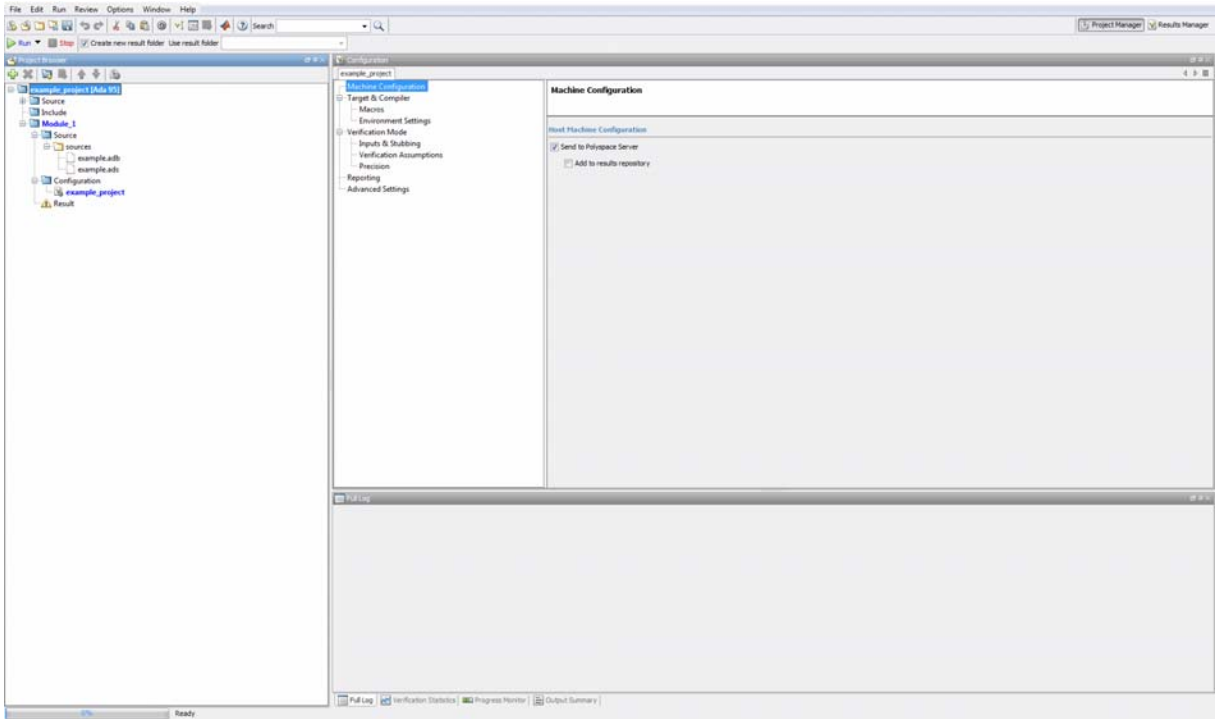 File Edit Run Review Options Window Help
Search
Project Manager Results Manager
Run Stop Create new result folder Use result folder
Project Browser
example_project [Ada 95]
Source
Include
Module_1
Source
sources
example.adb
example.ads
Configuration
example_project
Result
Configuration
example_project
Machine Configuration
Target & Compiler
Macros
Environment Settings
Verification Mode
Inputs & Stubbing
Verification Assumptions
Precision
Reporting
Advanced Settings
Machine Configuration
Host Machine Configuration
Send to Polyspace Server
Add to results repository
Full Log
Full Log Verification Statistics Progress Monitor Output Summary
0% Ready